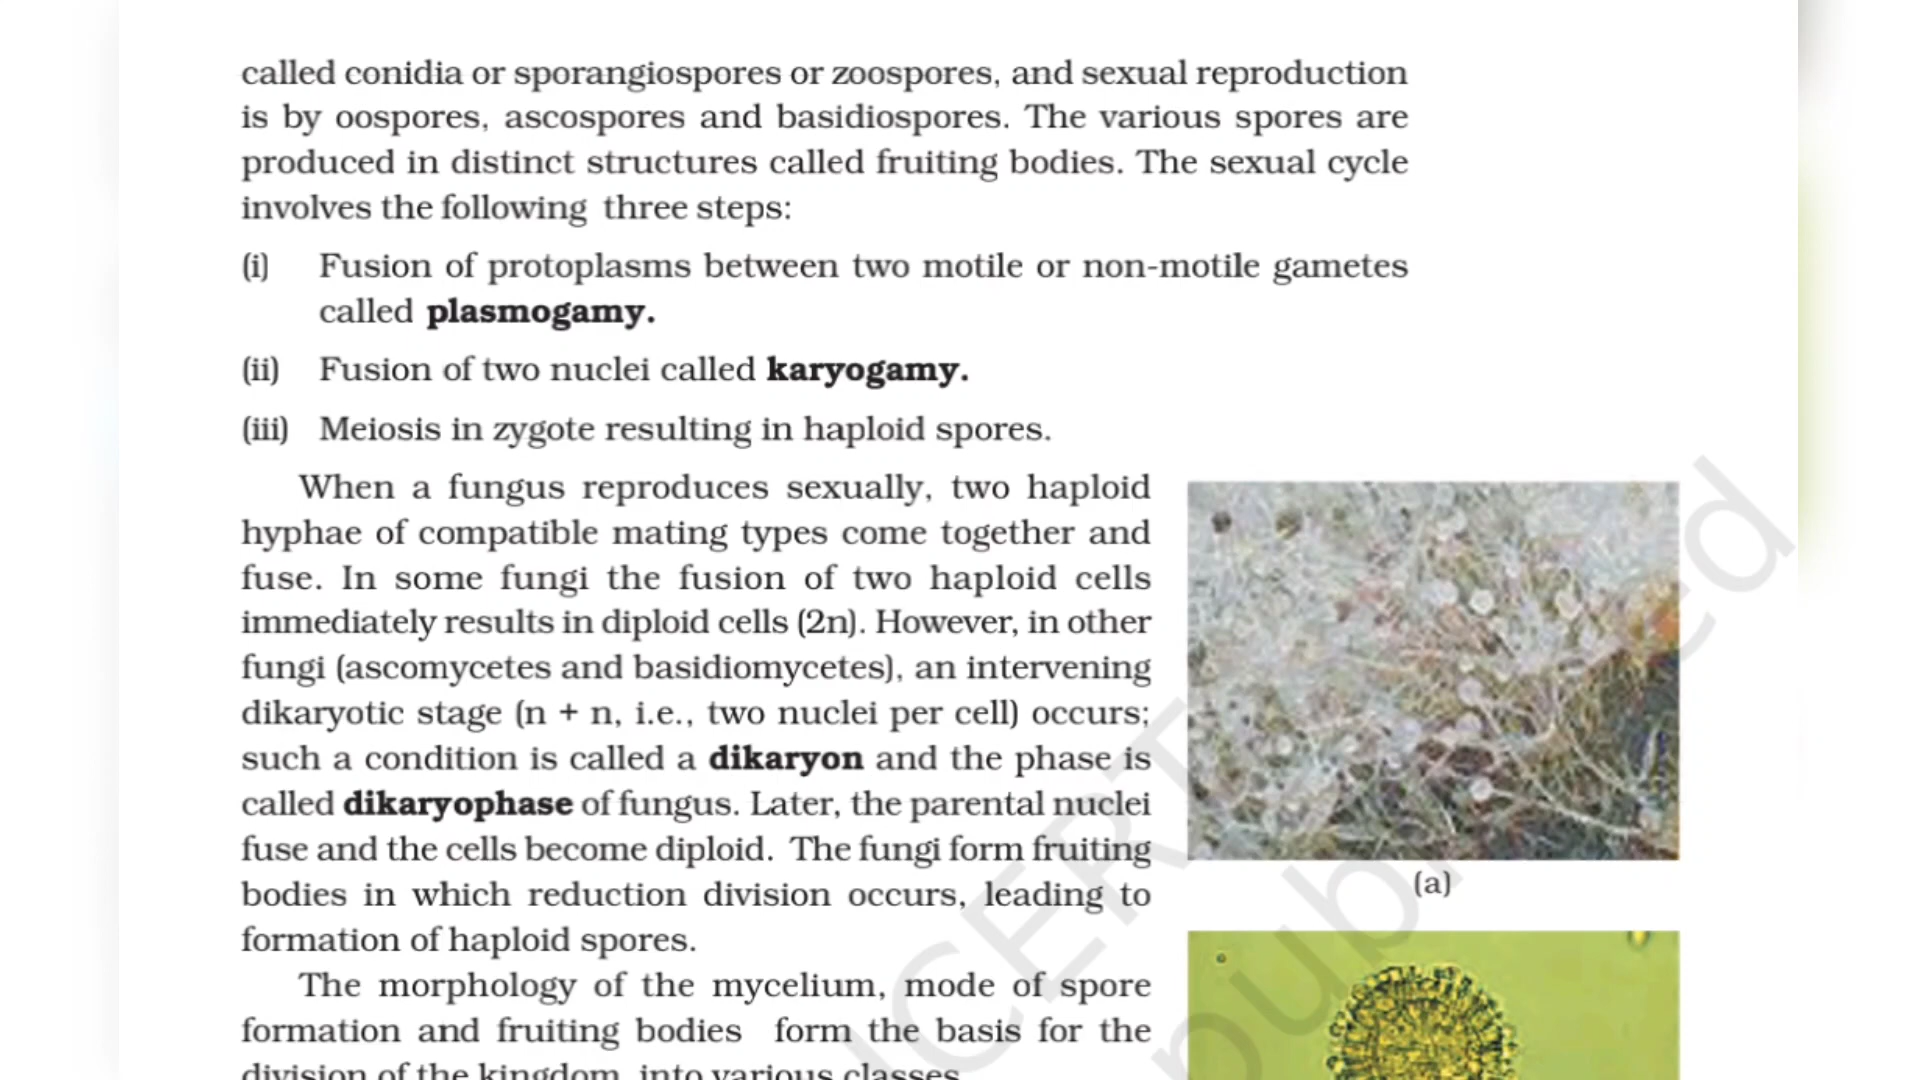 called conidia or sporangiospores or zoospores, and sexual reproduction
is by oospores, ascospores and basidiospores. The various spores are
produced in distinct structures called fruiting bodies. The sexual cycle
involves the following three steps:
(i) Fusion of protoplasms between two motile or non-motile gametes
called plasmogamy.
(ii) Fusion of two nuclei called karyogamy.
(iii) Meiosis in zygote resulting in haploid spores.
When a fungus reproduces sexually, two haploid
hyphae of compatible mating types come together and
fuse. In some fungi the fusion of two haploid cells
immediately results in diploid cells (2n). However, in other
fungi (ascomycetes and basidiomycetes), an intervening
dikaryotic stage (n + n, i.e., two nuclei per cell) occurs;
such a condition is called a dikaryon and the phase is
called dikaryophase of fungus. Later, the parental nuclei
fuse and the cells become diploid. The fungi form fruiting
bodies in which reduction division occurs, leading to
formation of haploid spores.
The morphology of the mycelium, mode of spore
formation and fruiting bodies form the basis for the
division of the kingdom into various classes.
(a)